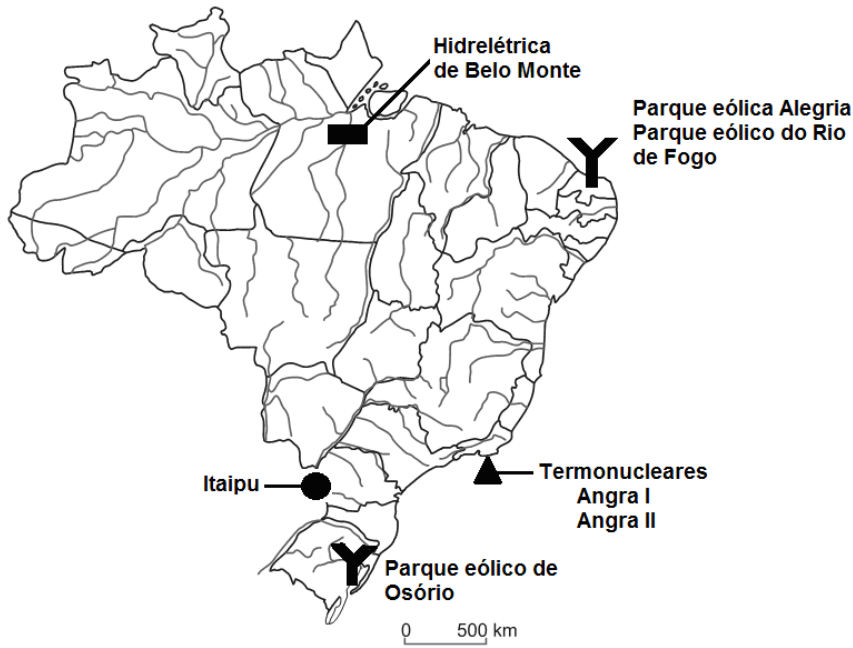 Hidrelétrica
de Belo Monte
Parque eólica Alegria
Parque eólico do Rio
de Fogo
Itaipu
Termonucleares
Angra I
Angra II
Parque eólico de
Osório
0 500 km